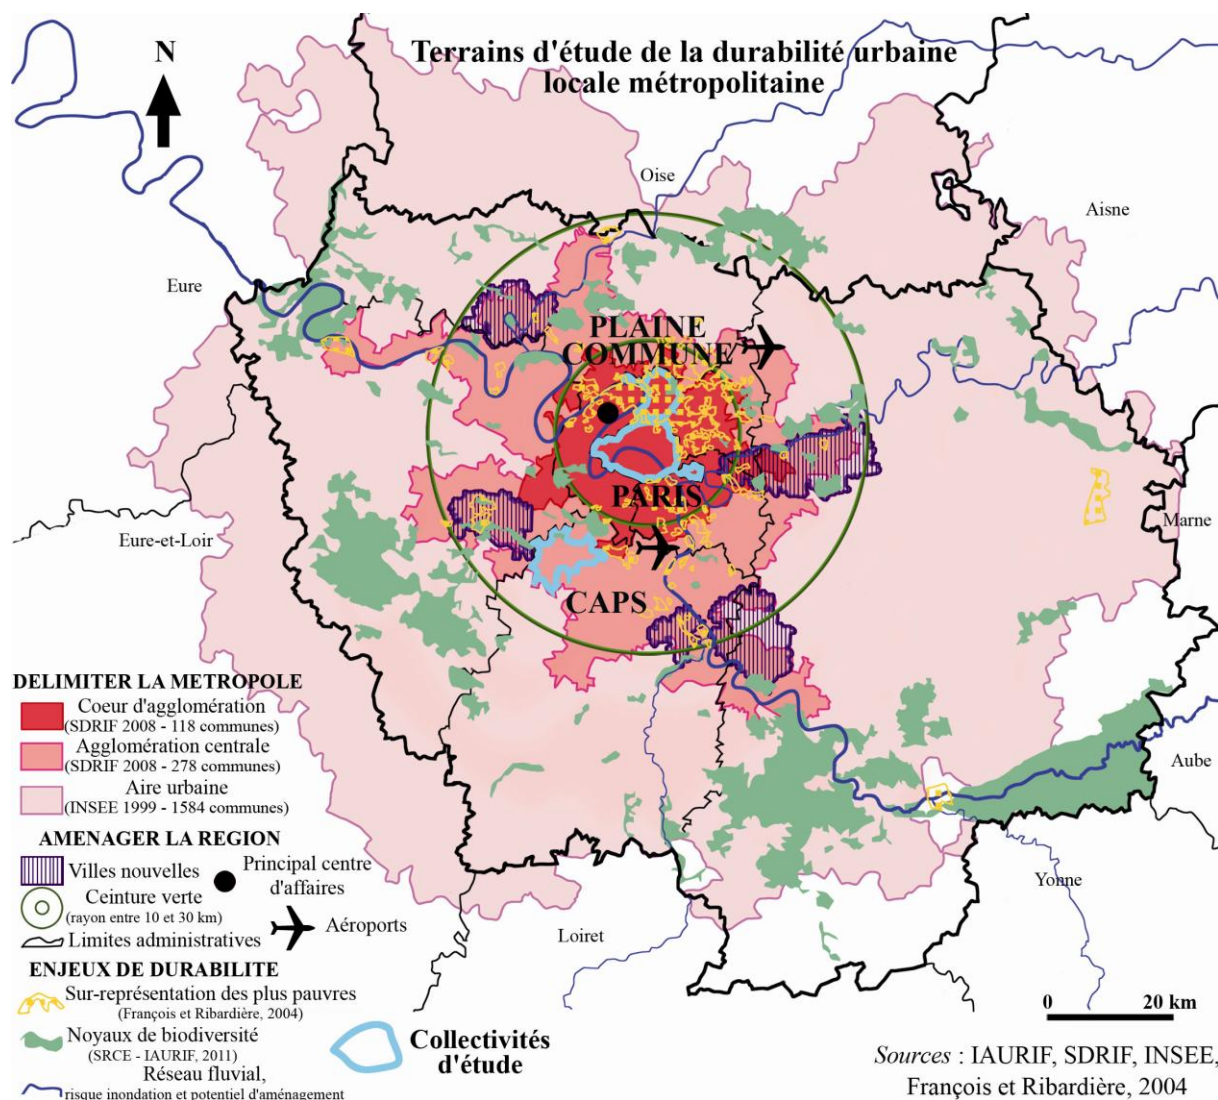 Terrains d'étude de la durabilité urbaine
locale métropolitaine
N
Oise
Aisne
Eure
PLAINE
COMMUNE
PARIS
Marne
Eure-et-Loir
CAPS
Aube
Yonne
Loiret
DELIMITER LA METROPOLE
Coeur d'agglomération
(SDRIF 2008 - 118 communes)
Agglomération centrale
(SDRIF 2008 - 278 communes)
Aire urbaine
(INSEE 1999 - 1584 communes)
AMENAGER LA REGION
Villes nouvelles
Principal centre
d'affaires
Ceinture verte
(rayon entre 10 et 30 km)
Aéroports
Limites administratives
ENJEUX DE DURABILITE
Sur-représentation des plus pauvres
(François et Ribardière, 2004)
Noyaux de biodiversité
(SRCE - IAURIF, 2011)
Collectivités
d'étude
Réseau fluvial,
risque inondation et potentiel d'aménagement
0 20 km
Sources : IAURIF, SDRIF, INSEE,
François et Ribardière, 2004